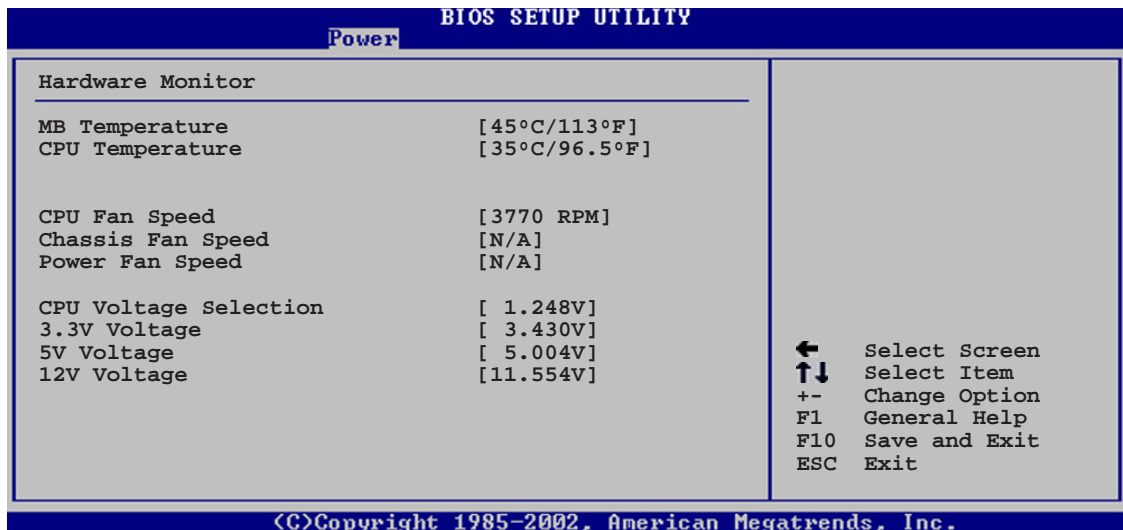 BIOS SETUP UTILITY
Power
Hardware Monitor
MB Temperature [45ºC/113ºF]
CPU Temperature [35ºC/96.5ºF]
CPU Fan Speed [3770 RPM]
Chassis Fan Speed [N/A]
Power Fan Speed [N/A]
CPU Voltage Selection [ 1.248V]
3.3V Voltage [ 3.430V]
5V Voltage [ 5.004V]
12V Voltage [11.554V]
← Select Screen
↑↓ Select Item
+- Change Option
F1 General Help
F10 Save and Exit
ESC Exit
(C)Copyright 1985-2002, American Megatrends, Inc.